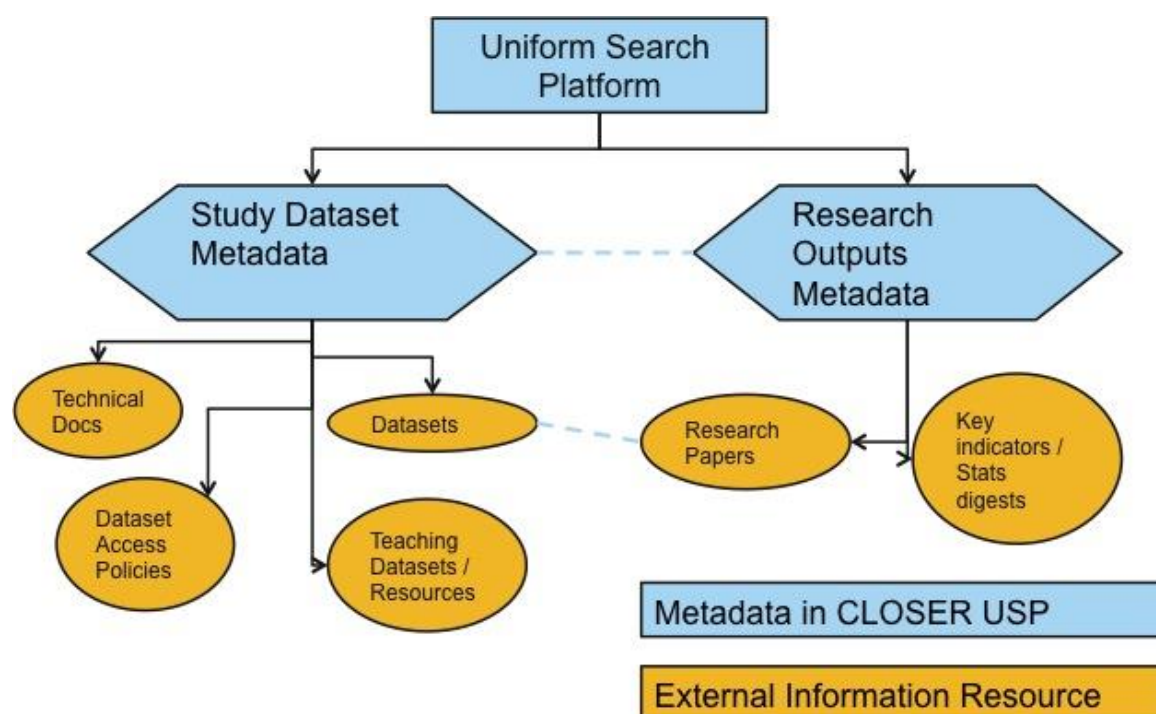 Uniform Search
Platform
Study Dataset
Metadata
Research
Outputs
Metadata
Technical
Docs
Datasets
Research
Papers
Key
indicators /
Stats
digests
Dataset
Access
Policies
Teaching
Datasets /
Resources
Metadada in CLOSER USP
External Information Resource